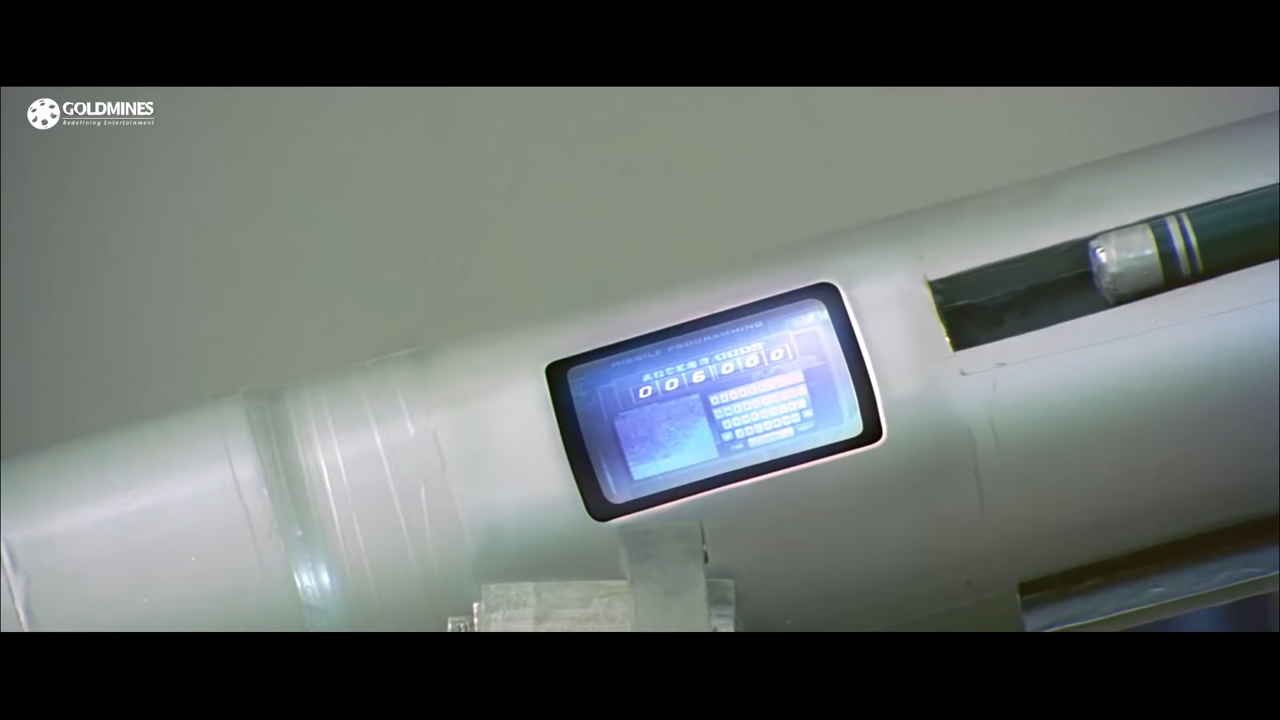 GOLDMINES
Redefining Entertainment
MISSILE PROGRAMMING
ACCESS CODE
006000